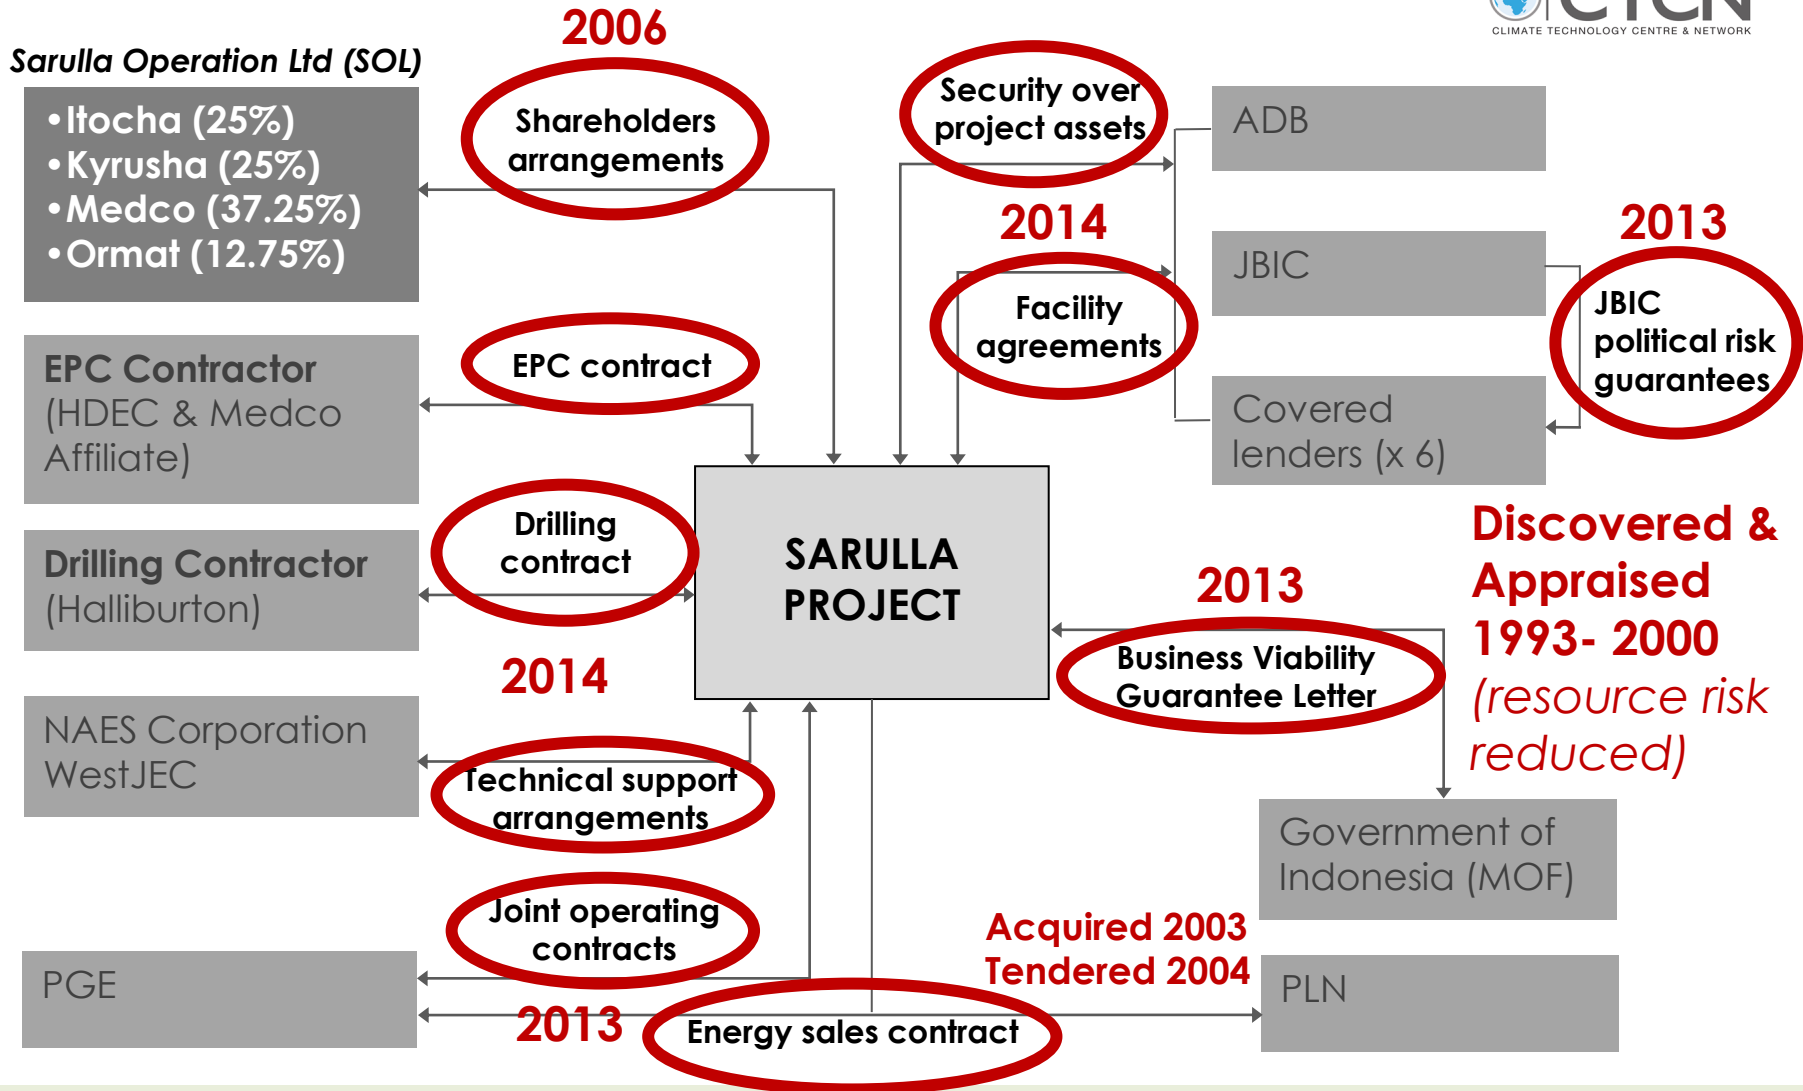 CTCN
CLIMATE TECHNOLOGY CENTRE & NETWORK
Sarulla Operation Ltd (SOL)
•Itocha (25%)
•Kyrusha (25%)
•Medco (37.25%)
•Ormat (12.75%)
2006
Shareholders
arrangements
Security over
project assets
ADB
2014
Facility
agreements
JBIC
2013
JBIC
political risk
guarantees
Covered
lenders (x 6)
EPC Contractor
(HDEC & Medco
Affiliate)
EPC contract
Drilling Contractor
(Halliburton)
Drilling
contract
SARULLA
PROJECT
2013
Business Viability
Guarantee Letter
Discovered &
Appraised
1993- 2000
(resource risk
reduced)
2014
NAES Corporation
WestJEC
Technical support
arrangements
Government of
Indonesia (MOF)
Joint operating
contracts
PGE
2013
Energy sales contract
Acquired 2003
Tendered 2004
PLN